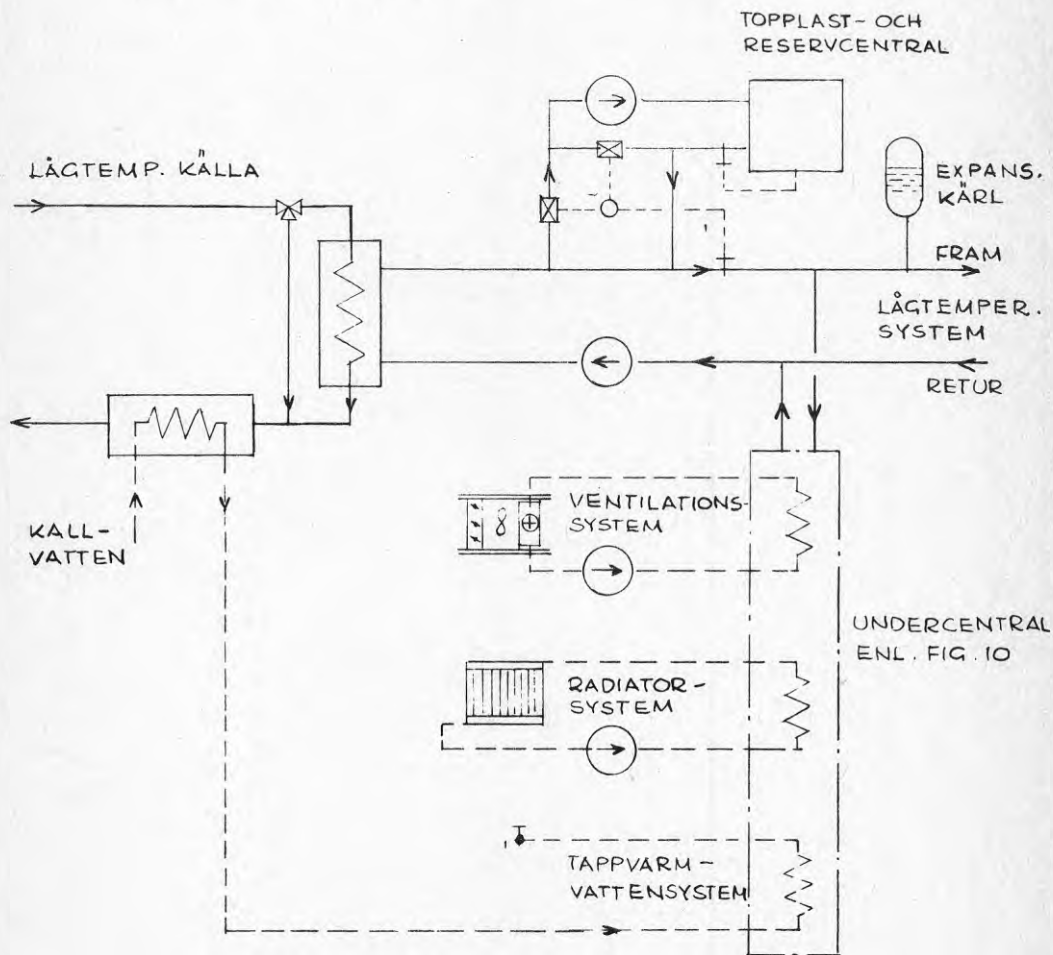 TOPPLAST- OCH
RESERVCENTRAL
LÅGTEMP. KÄLLA
EXPANS.
KÄRL
FRAM
LÅGTEMPER.
SYSTEM
RETUR
KALL-
VATTEN
VENTILATIONS-
SYSTEM
UNDERCENTRAL
ENL. FIG. 10
RADIATOR-
SYSTEM
TAPPVARM-
VATTENSYSTEM